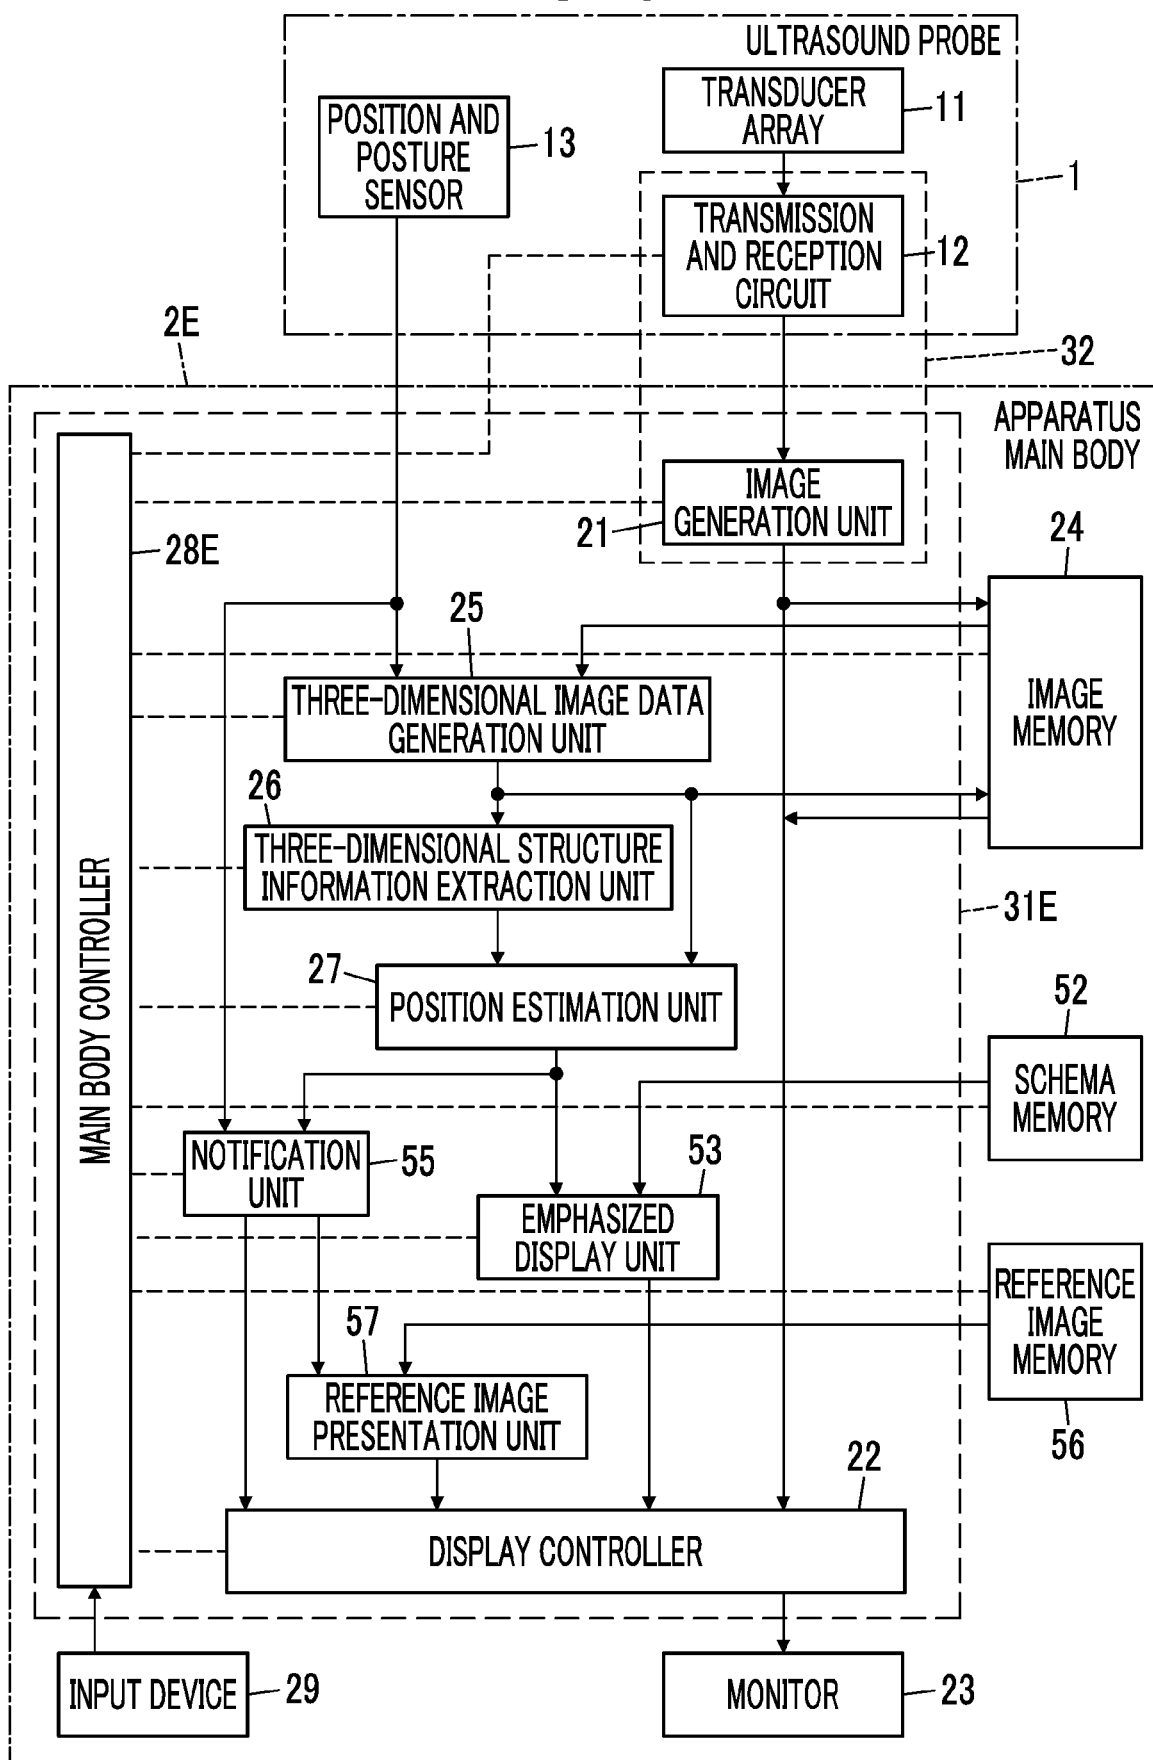 ULTRASOUND PROBE
TRANSDUCER
ARRAY
11
POSITION AND
POSTURE
SENSOR
13
1
TRANSMISSION
AND RECEPTION
CIRCUIT
12
2E
32
APPARATUS
MAIN BODY
IMAGE
GENERATION UNIT
21
28E
24
25
THREE-DIMENSIONAL IMAGE DATA
GENERATION UNIT
IMAGE
MEMORY
26
THREE-DIMENSIONAL STRUCTURE
INFORMATION EXTRACTION UNIT
MAIN BODY CONTROLLER
31E
27
POSITION ESTIMATION UNIT
52
SCHEMA
MEMORY
NOTIFICATION
UNIT
55
53
EMPHASIZED
DISPLAY UNIT
REFERENCE
IMAGE
MEMORY
57
REFERENCE IMAGE
PRESENTATION UNIT
56
22
DISPLAY CONTROLLER
INPUT DEVICE
29
MONITOR
23